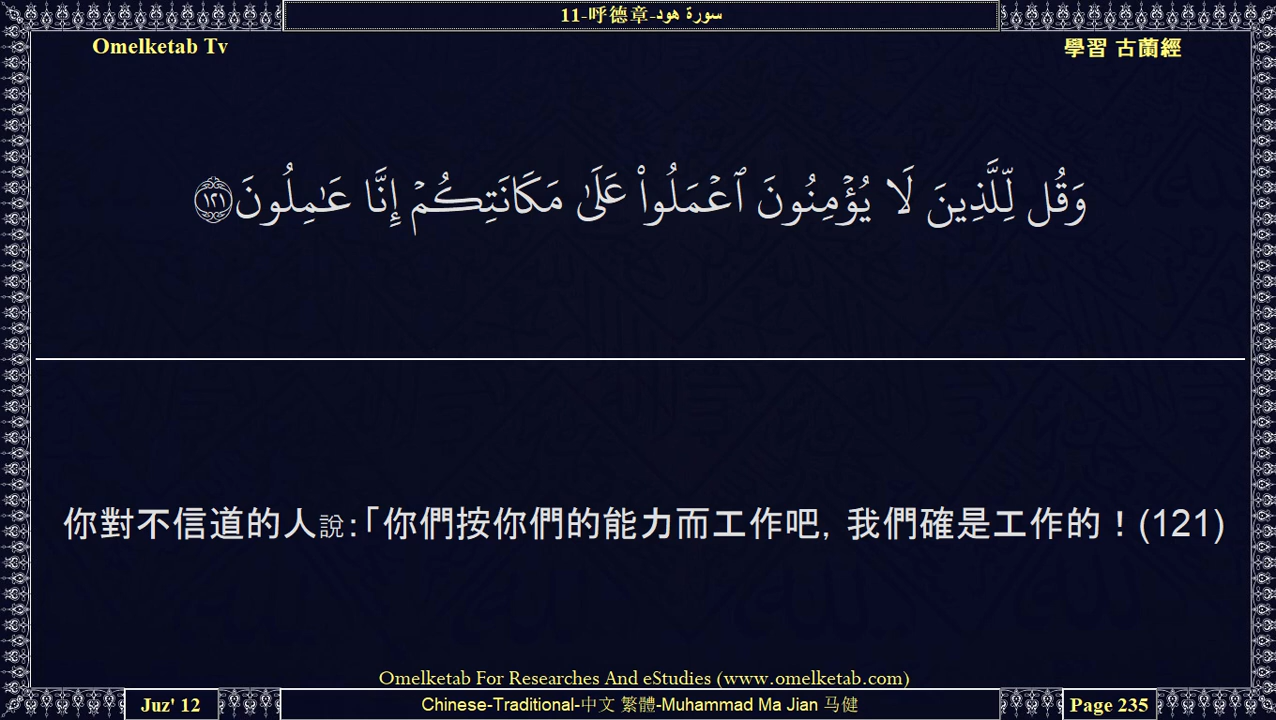 11-呼德章-سورة هود
Omelketab Tv
學習 古蘭經
وَقُل لِّلَّذِينَ لَا يُؤۡمِنُونَ ٱعۡمَلُواْ عَلَىٰ مَكَانَتِكُمۡ إِنَّا عَٰمِلُونَ ١٢١
你對不信道的人說:「你們按你們的能力而工作吧, 我們確是工作的！(121)
Omelketab For Researches And eStudies (www.omelketab.com)
Juz' 12
Chinese-Traditional-中文 繁體-Muhammad Ma Jian 马健
Page 235